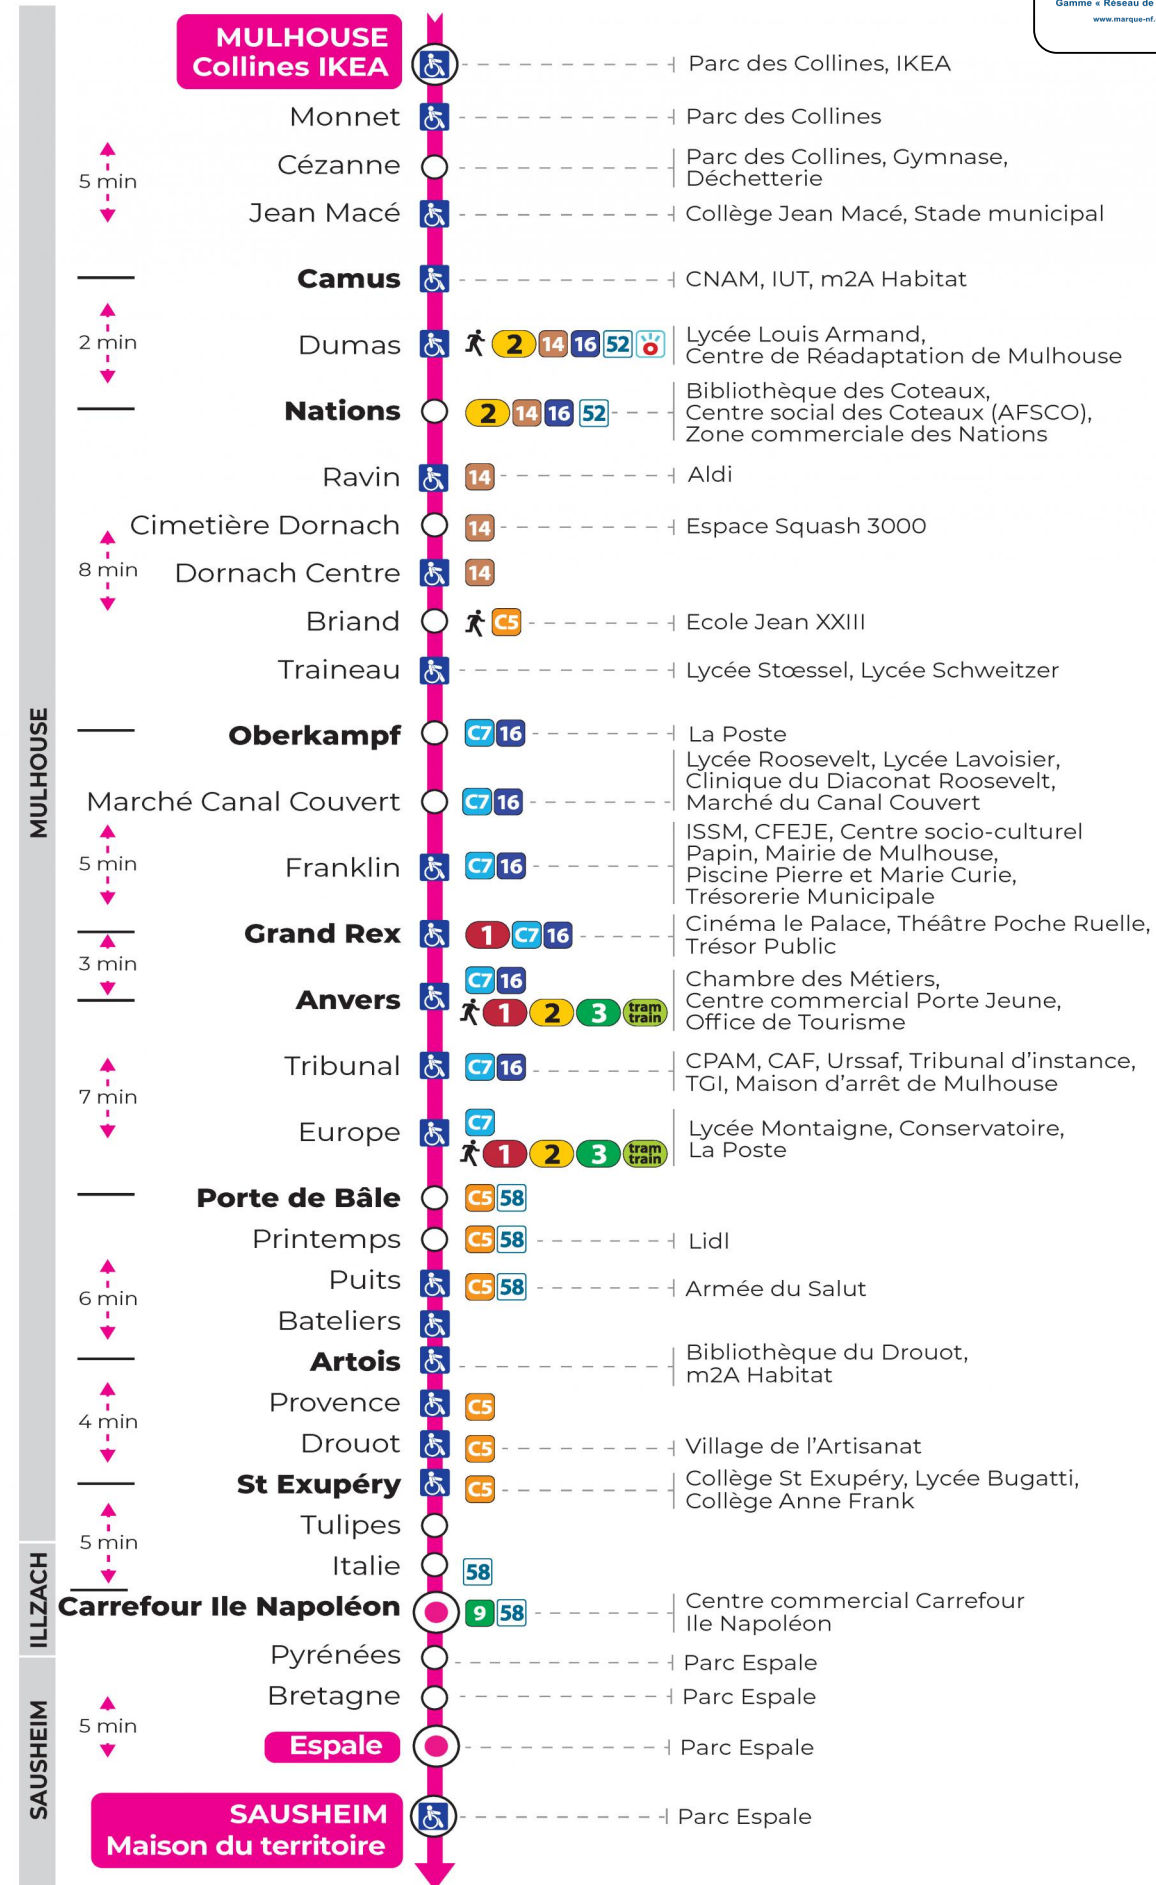 Gamme « Réseau de
www.marque-nf.
MULHOUSE
Collines IKEA
Parc des Collines, IKEA
Monnet
Parc des Collines
Cézanne
Parc des Collines, Gymnase,
Déchetterie
5 min
Jean Macé
Collège Jean Macé, Stade municipal
Camus
CNAM, IUT, m2A Habitat
2 min
Dumas
2 14 16 52
Lycée Louis Armand,
Centre de Réadaptation de Mulhouse
Nations
2 14 16 52
Bibliothèque des Coteaux,
Centre social des Coteaux (AFSCO),
Zone commerciale des Nations
Ravin
14
Aldi
Cimetière Dornach
14
Espace Squash 3000
8 min
Dornach Centre
14
Briand
C5
Ecole Jean XXIII
Traineau
Lycée Stœssel, Lycée Schweitzer
MULHOUSE
Oberkampf
C7 16
La Poste
Marché Canal Couvert
C7 16
Lycée Roosevelt, Lycée Lavoisier,
Clinique du Diaconat Roosevelt,
Marché du Canal Couvert
5 min
Franklin
C7 16
ISSM, CFEJE, Centre socio-culturel
Papin, Mairie de Mulhouse,
Piscine Pierre et Marie Curie,
Trésorerie Municipale
Grand Rex
1 C7 16
Cinéma le Palace, Théâtre Poche Ruelle,
Trésor Public
3 min
Anvers
C7 16
1 2 3 tram train
Chambre des Métiers,
Centre commercial Porte Jeune,
Office de Tourisme
Tribunal
C7 16
CPAM, CAF, Urssaf, Tribunal d'instance,
TGI, Maison d'arrêt de Mulhouse
7 min
Europe
C7
1 2 3 tram train
Lycée Montaigne, Conservatoire,
La Poste
Porte de Bâle
C5 58
Printemps
C5 58
Lidl
6 min
Puits
C5 58
Armée du Salut
Bateliers
Artois
Bibliothèque du Drouot,
m2A Habitat
Provence
C5
4 min
Drouot
C5
Village de l'Artisanat
St Exupéry
C5
Collège St Exupéry, Lycée Bugatti,
Collège Anne Frank
Tulipes
5 min
Italie
58
ILLZACH
Carrefour Ile Napoléon
9 58
Centre commercial Carrefour
Ile Napoléon
Pyrénées
Parc Espale
Bretagne
Parc Espale
5 min
SAUSHEIM
Espale
Parc Espale
SAUSHEIM
Maison du territoire
Parc Espale